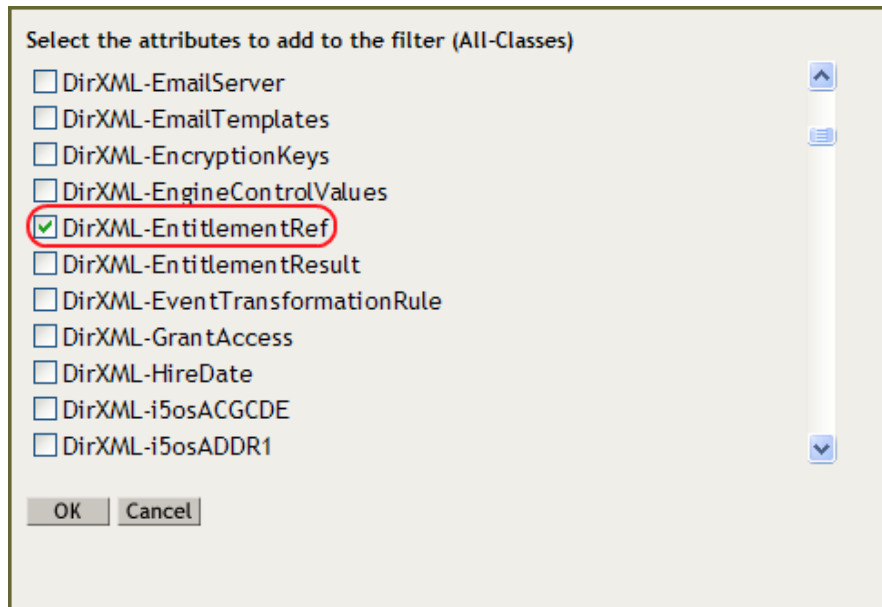 Select the attributes to add to the filter (All-Classes)
DirXML-EmailServer
DirXML-EmailTemplates
DirXML-EncryptionKeys
DirXML-EngineControlValues
DirXML-EntitlementRef
DirXML-EntitlementResult
DirXML-EventTransformationRule
DirXML-GrantAccess
DirXML-HireDate
DirXML-i5osACGCDE
DirXML-i5osADDR1
OK Cancel